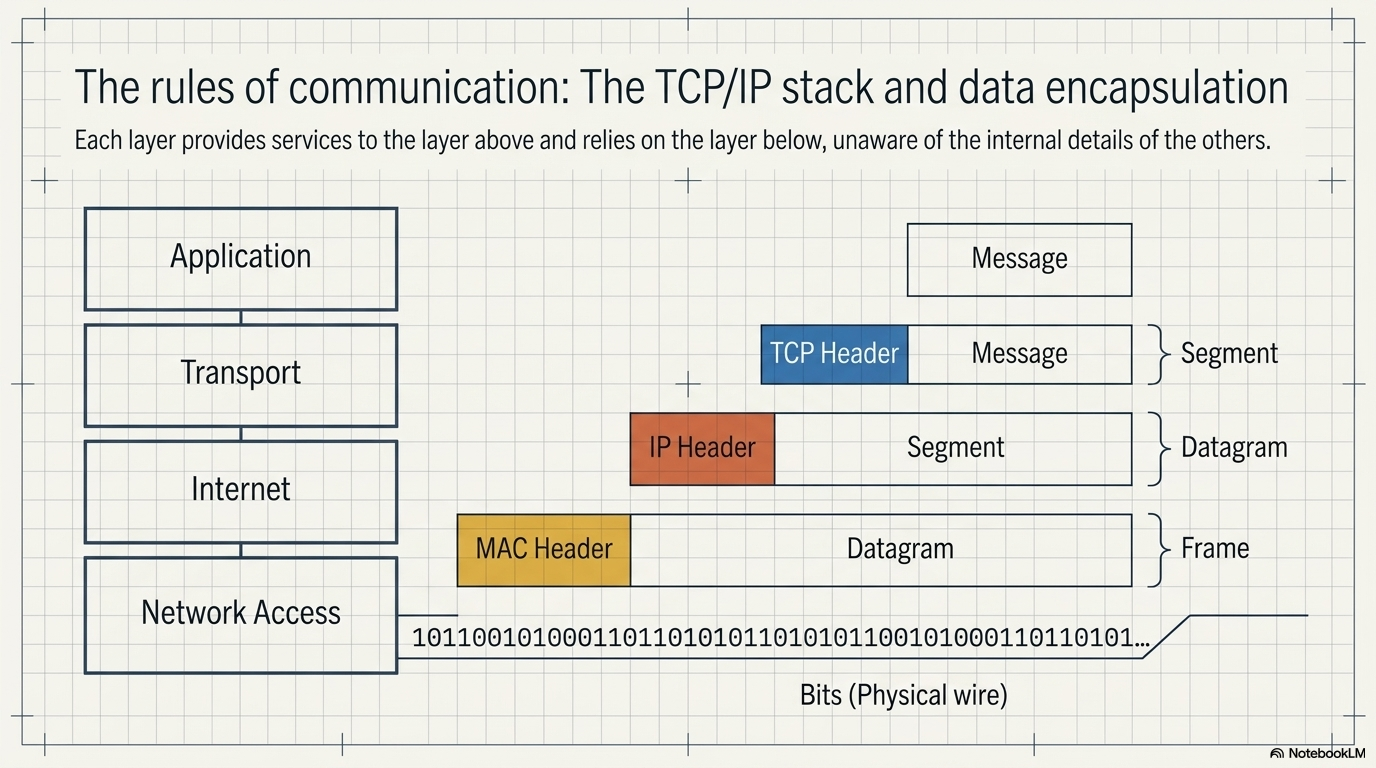 The rules of communication: The TCP/IP stack and data encapsulation
Each layer provides services to the layer above and relies on the layer below, unaware of the internal details of the others.
Application
Message
Transport
TCP Header
Message
Segment
Internet
IP Header
Segment
Datagram
MAC Header
Datagram
Frame
Network Access
1011001010001101101010110101011001010001101​10101…
Bits (Physical wire)
NotebookLM